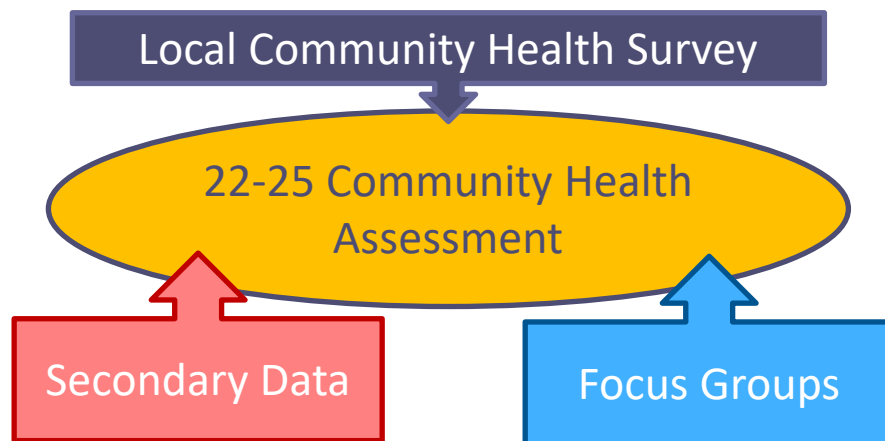 Local Community Health Survey
22-25 Community Health
Assessment
Secondary Data
Focus Groups